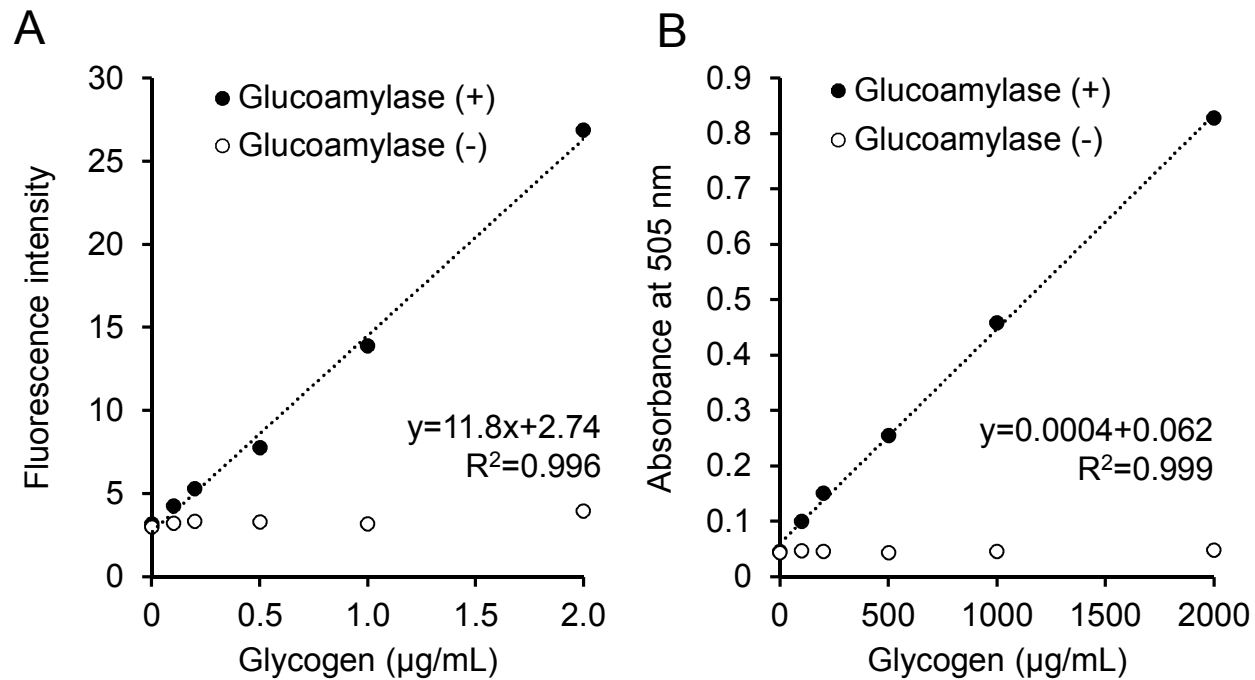 A
30
25
20
15
10
5
0
Fluorescence intensity
Glucoamylase (+)
Glucoamylase (-)
y=11.8x+2.74
R²=0.996
0 0.5 1.0 1.5 2.0
Glycogen (µg/mL)
B
0.9
0.8
0.7
0.6
0.5
0.4
0.3
0.2
0.1
0
Absorbance at 505 nm
Glucoamylase (+)
Glucoamylase (-)
y=0.0004+0.062
R²=0.999
0 500 1000 1500 2000
Glycogen (µg/mL)